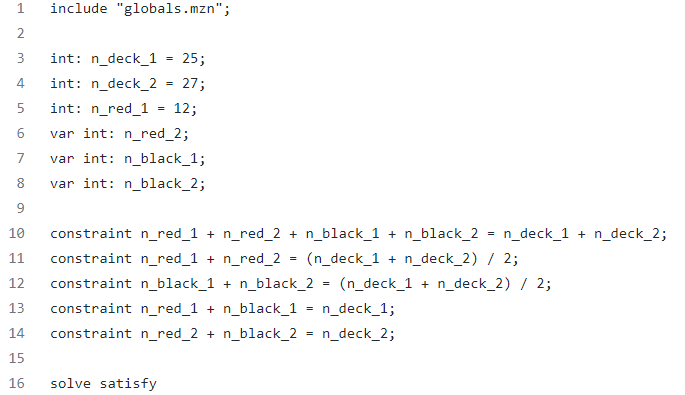 1 include "globals.mzn";
2
3 int: n_deck_1 = 25;
4 int: n_deck_2 = 27;
5 int: n_red_1 = 12;
6 var int: n_red_2;
7 var int: n_black_1;
8 var int: n_black_2;
9
10 constraint n_red_1 + n_red_2 + n_black_1 + n_black_2 = n_deck_1 + n_deck_2;
11 constraint n_red_1 + n_red_2 = (n_deck_1 + n_deck_2) / 2;
12 constraint n_black_1 + n_black_2 = (n_deck_1 + n_deck_2) / 2;
13 constraint n_red_1 + n_black_1 = n_deck_1;
14 constraint n_red_2 + n_black_2 = n_deck_2;
15
16 solve satisfy